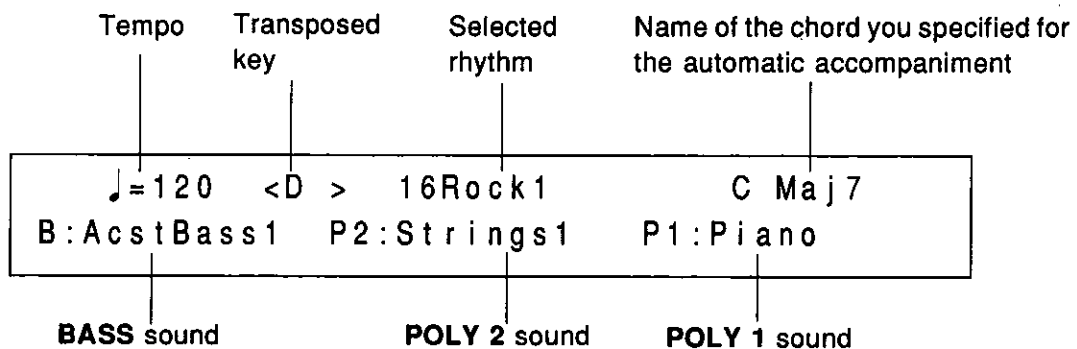 Tempo Transposed key Selected rhythm Name of the chord you specified for the automatic accompaniment
♩=120 <D > 16Rock1 C Maj7
B:AcstBass1 P2:Strings1 P1:Piano
BASS sound POLY 2 sound POLY 1 sound